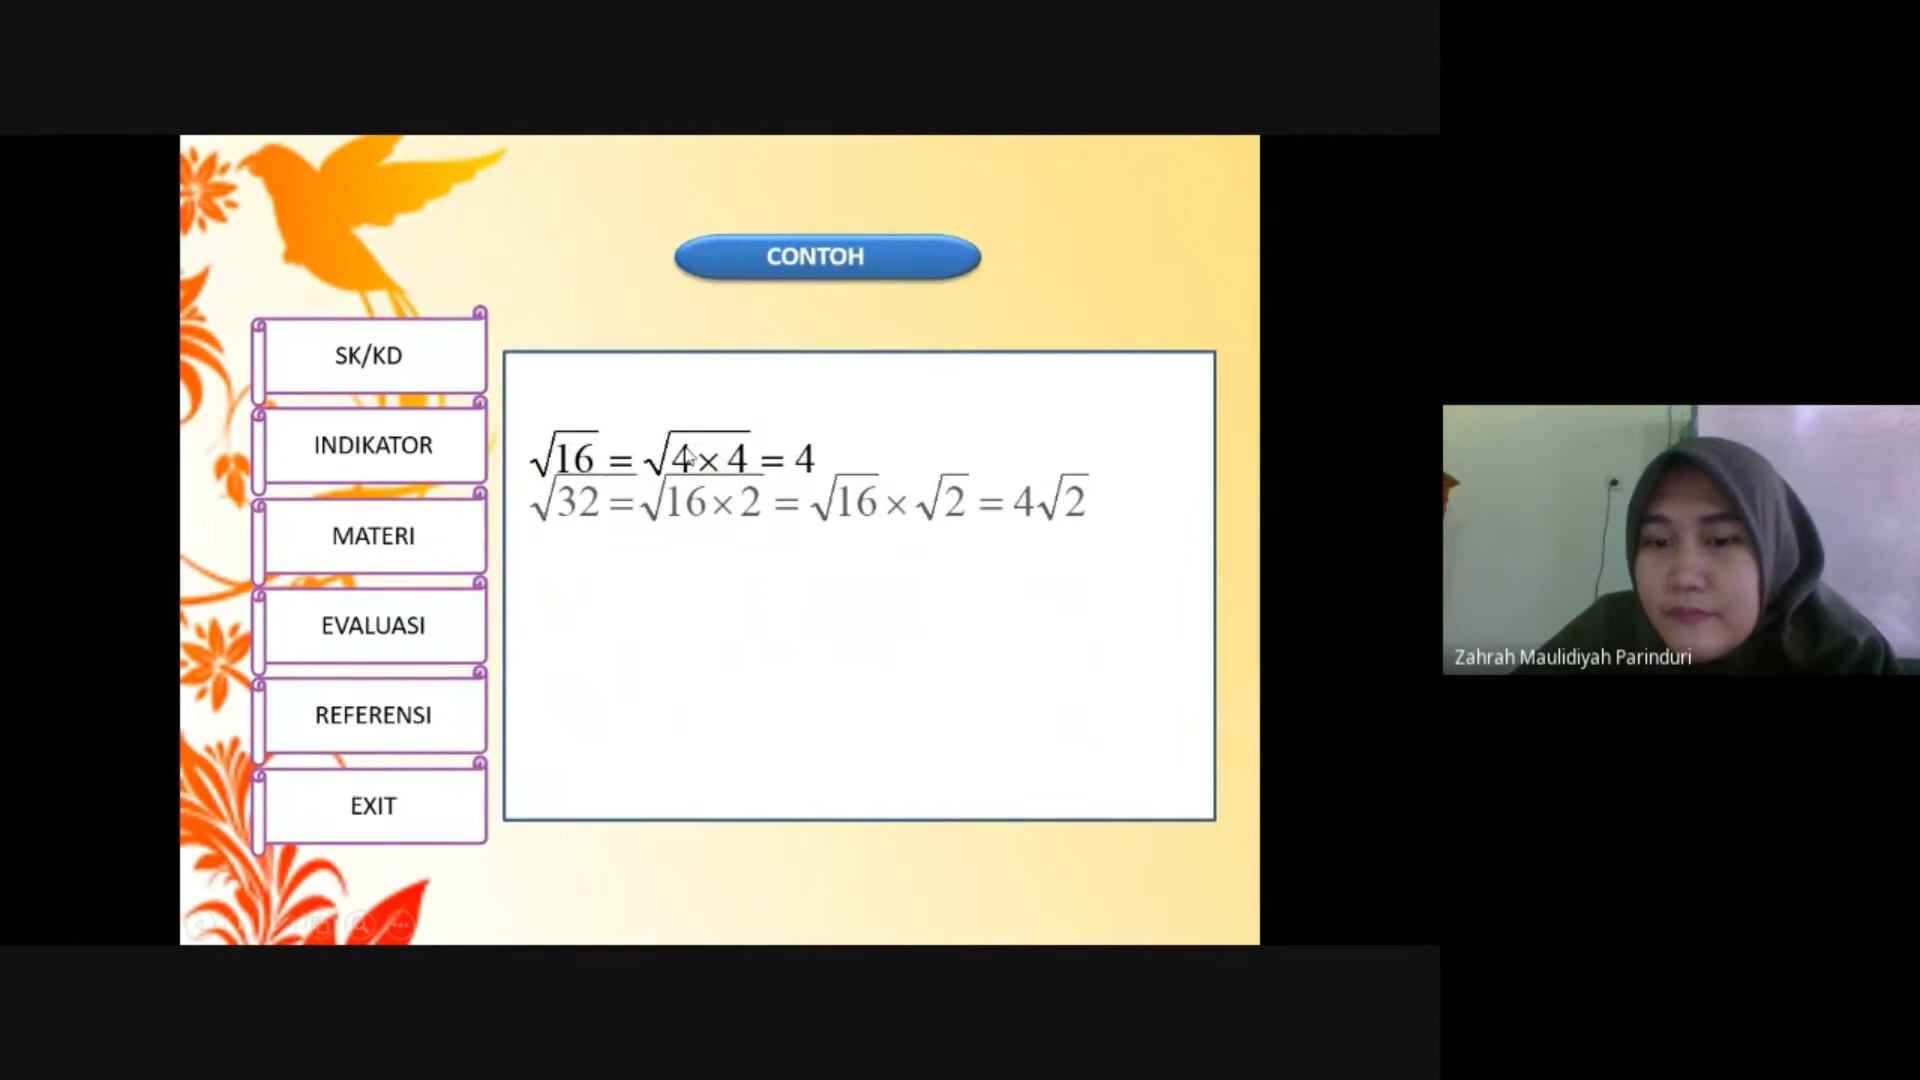 CONTOH
SK/KD
INDIKATOR
MATERI
EVALUASI
REFERENSI
EXIT
√16 = √4×4 = 4
√32 = √16×2 = √16 × √2 = 4√2
Zahrah Maulidiyah Parinduri